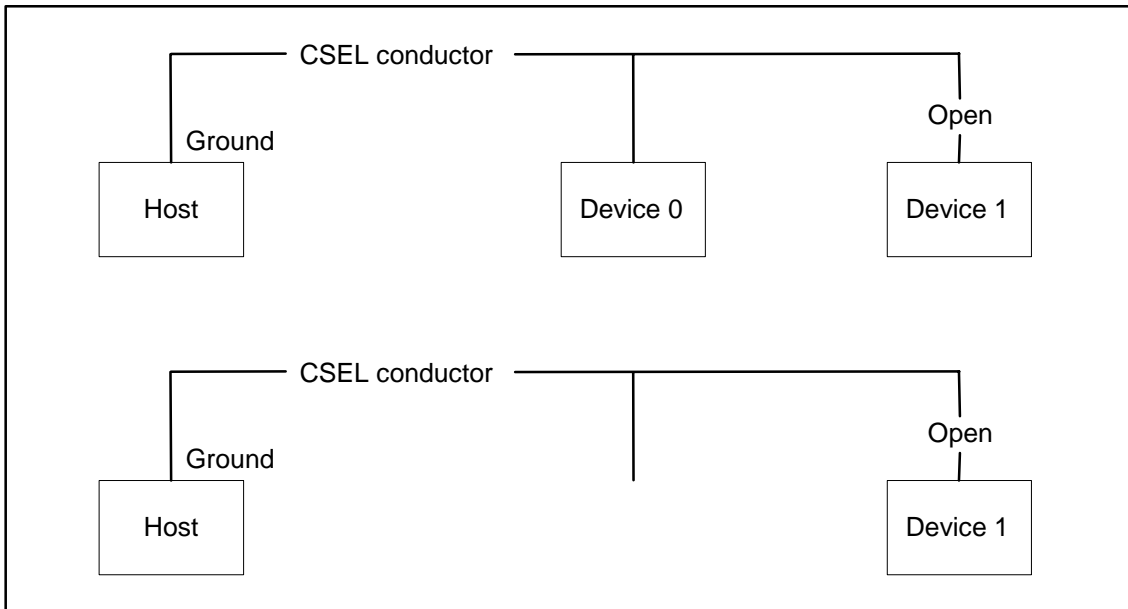 CSEL conductor
Open
Ground
Host
Device 0
Device 1
CSEL conductor
Open
Ground
Host
Device 1